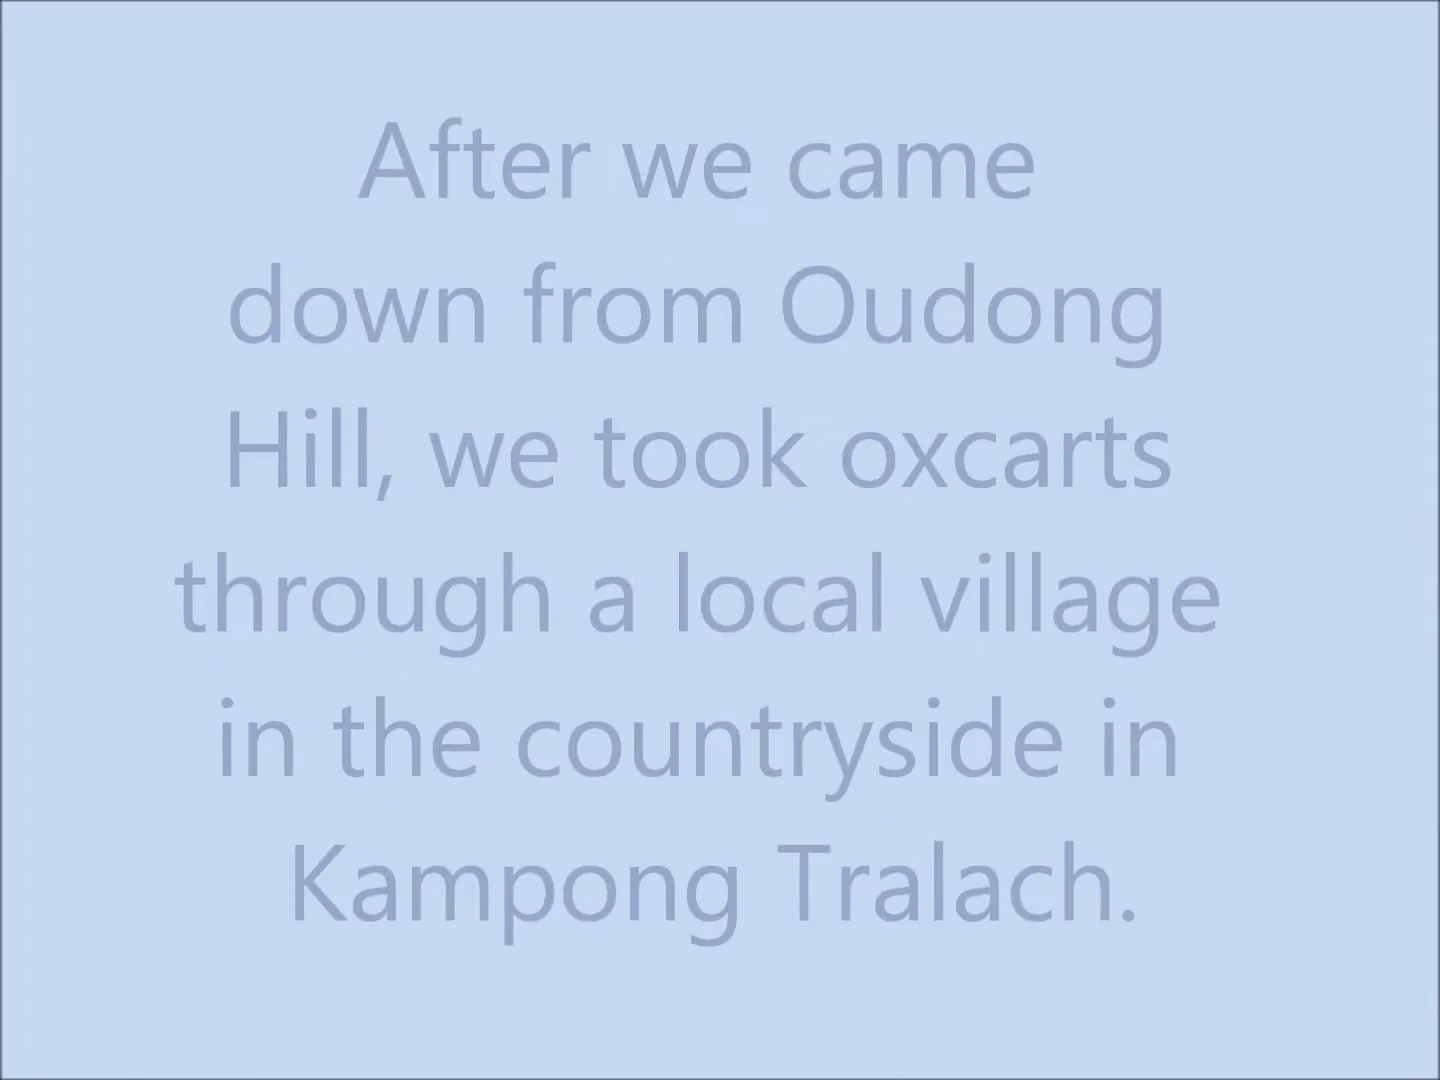 After we came
down from Oudong
Hill, we took oxcarts
through a local village
in the countryside in
Kampong Tralach.